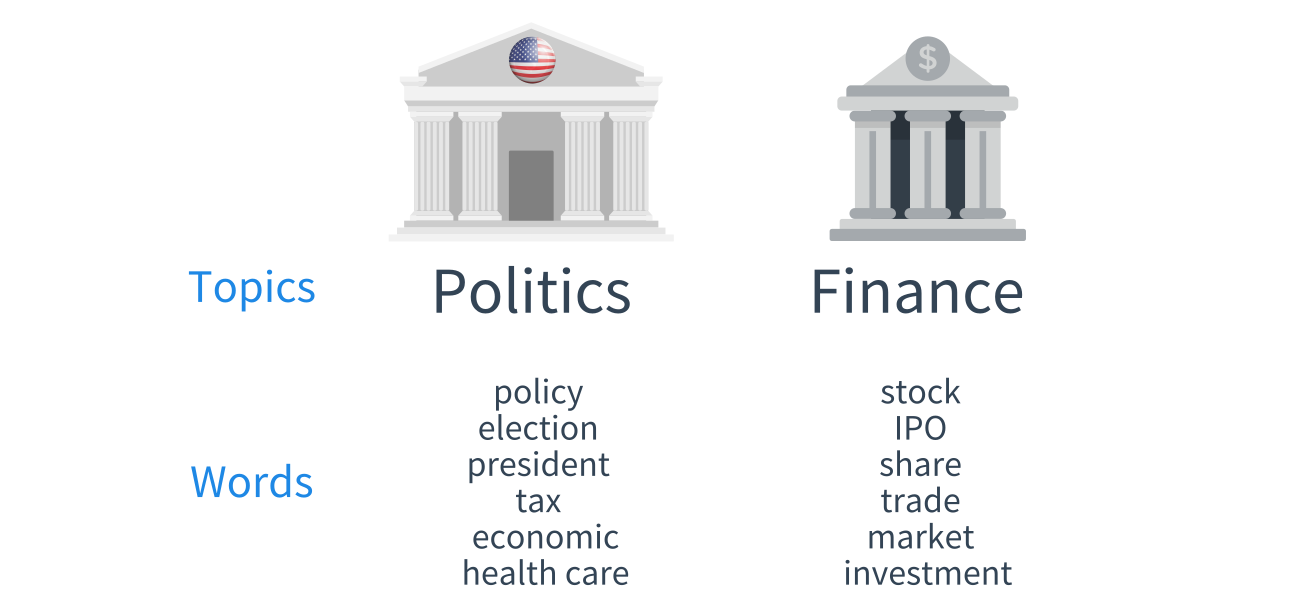 $
Topics Politics Finance
policy stock
election IPO
Words president share
tax trade
economic market
health care investment